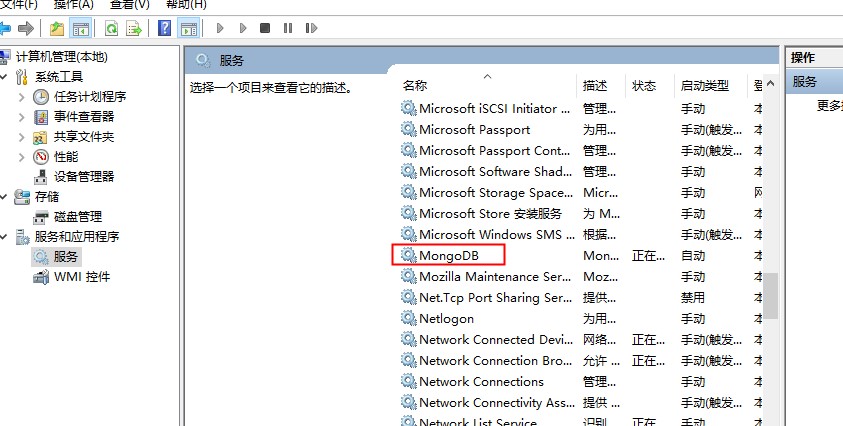 文件(F) 操作(A) 查看(V) 帮助(H)
计算机管理(本地)
系统工具
任务计划程序
事件查看器
共享文件夹
性能
设备管理器
存储
磁盘管理
服务和应用程序
服务
WMI 控件
服务
选择一个项目来查看它的描述。
名称 描述 状态 启动类型 登
Microsoft iSCSI Initiator ... 管理... 手动 本
Microsoft Passport 为用... 手动(触发... 本
Microsoft Passport Cont... 管理... 手动(触发... 本
Microsoft Software Shad... 管理... 手动 本
Microsoft Storage Space... Micr... 手动 网
Microsoft Store 安装服务 为 M... 手动 本
Microsoft Windows SMS ... 根据... 手动(触发... 本
MongoDB Mon... 正在... 自动 本
Mozilla Maintenance Ser... Moz... 手动 本
Net.Tcp Port Sharing Ser... 提供... 禁用 本
Netlogon 为用... 手动 本
Network Connected Devi... 网络... 正在... 手动(触发... 本
Network Connection Bro... 允许 ... 正在... 手动(触发... 本
Network Connections 管理... 手动 本
Network Connectivity Ass... 提供 ... 手动(触发... 本
Network List Service 识别... 正在... 手动 本
操作
服务
更多